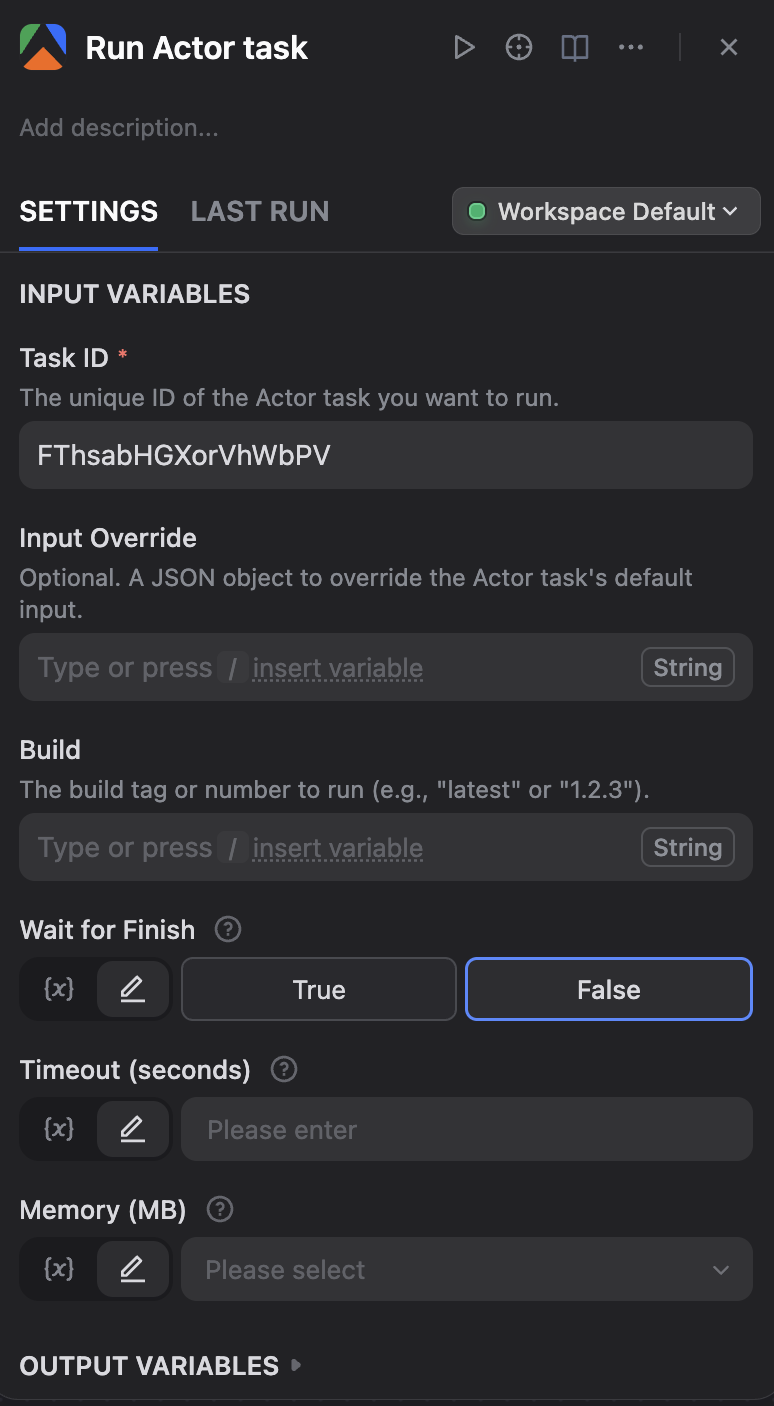 Run Actor task
Add description...
SETTINGS LAST RUN Workspace Default
INPUT VARIABLES
Task ID *
The unique ID of the Actor task you want to run.
FThsabHGXorVhWbPV
Input Override
Optional. A JSON object to override the Actor task's default
input.
Type or press / insert variable String
Build
The build tag or number to run (e.g., "latest" or "1.2.3").
Type or press / insert variable String
Wait for Finish ?
{x} True False
Timeout (seconds) ?
{x} Please enter
Memory (MB) ?
{x} Please select
OUTPUT VARIABLES